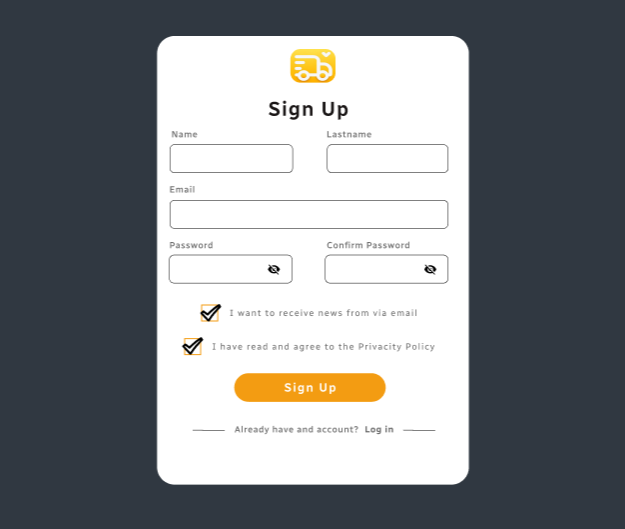 Sign Up
Name Lastname
Email
Password Confirm Password
I want to receive news from via email
I have read and agree to the Privacity Policy
Sign Up
Already have and account? Log in